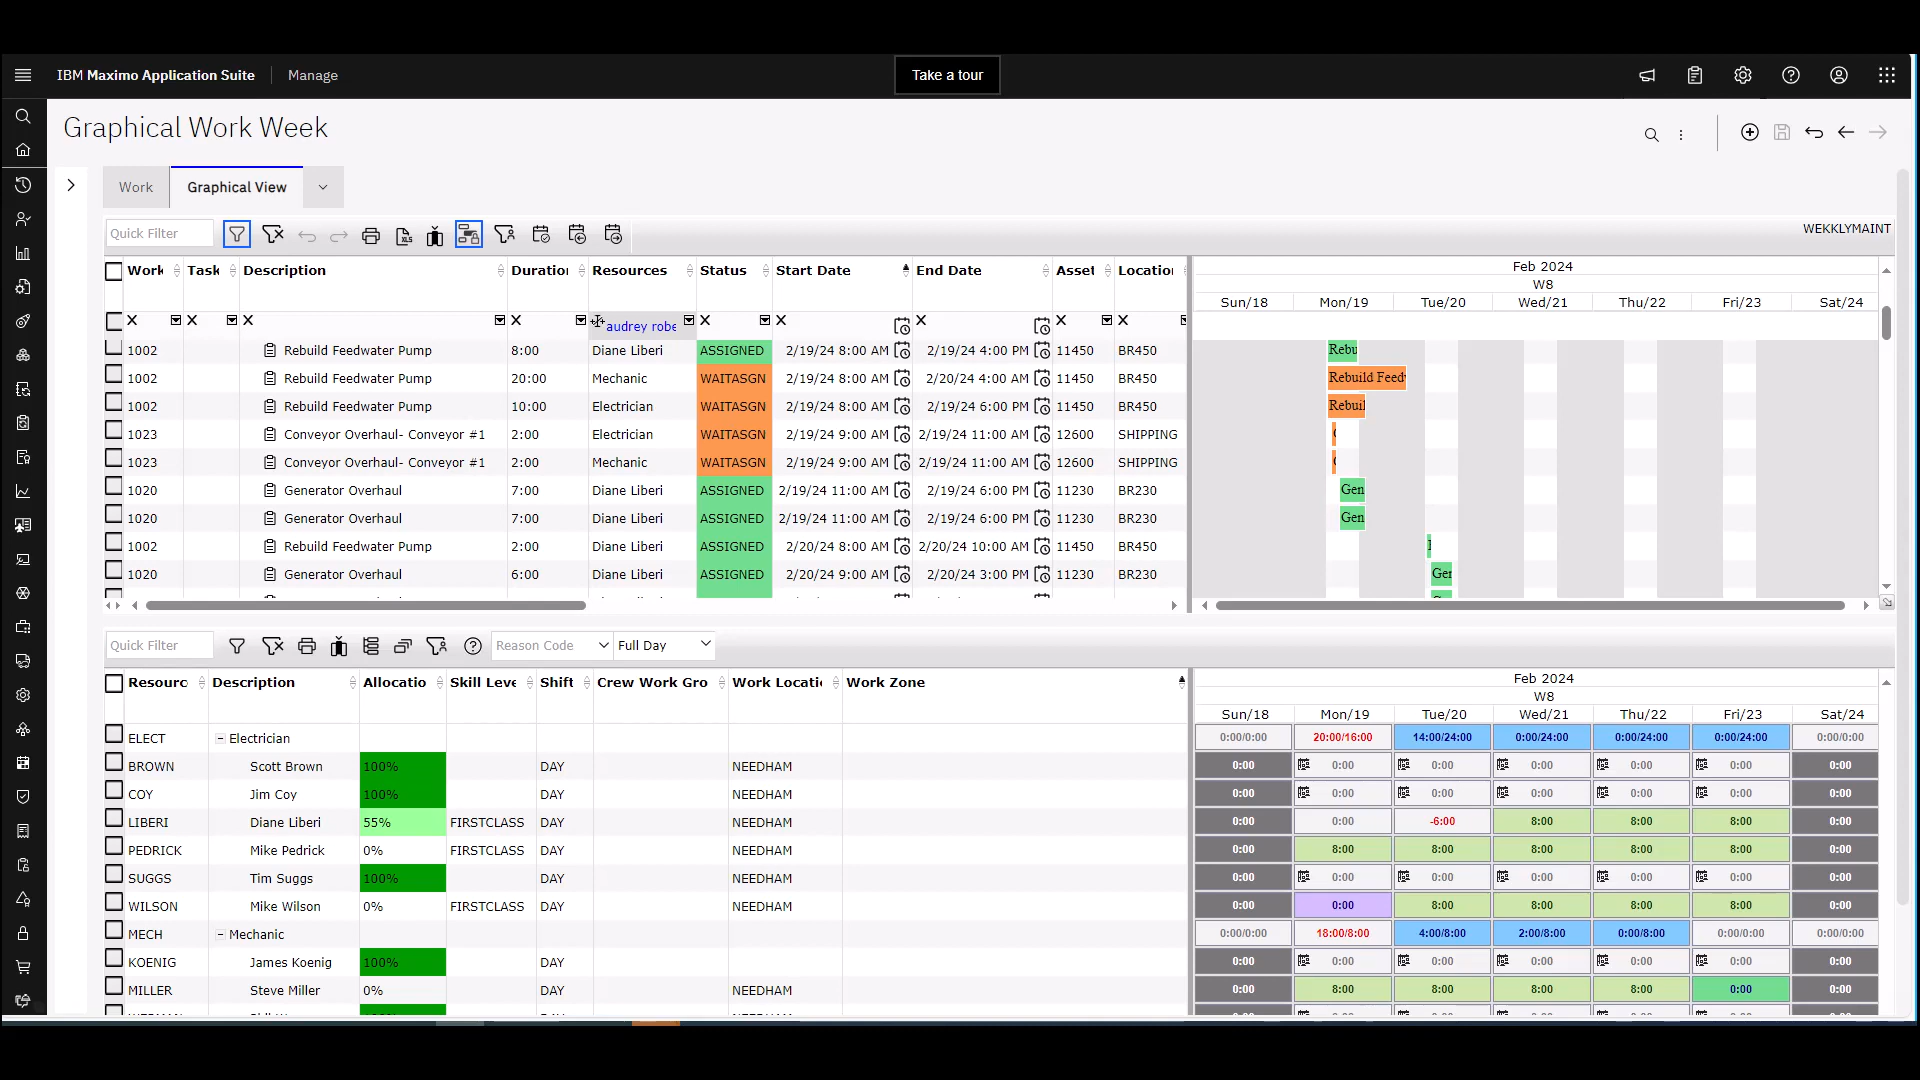 IBM Maximo Application Suite Manage Take a tour
Graphical Work Week
Work Graphical View
Quick Filter WEKKLYMAINT
Work Task Description Duration Resources Status Start Date End Date Asset Location
Feb 2024
W8
Sun/18 Mon/19 Tue/20 Wed/21 Thu/22 Fri/23 Sat/24
audrey robe
1002 Rebuild Feedwater Pump 8:00 Diane Liberi ASSIGNED 2/19/24 8:00 AM 2/19/24 4:00 PM 11450 BR450 Rebu
1002 Rebuild Feedwater Pump 20:00 Mechanic WAITASGN 2/19/24 8:00 AM 2/20/24 4:00 AM 11450 BR450 Rebuild Feedw
1002 Rebuild Feedwater Pump 10:00 Electrician WAITASGN 2/19/24 8:00 AM 2/19/24 6:00 PM 11450 BR450 Rebuil
1023 Conveyor Overhaul- Conveyor #1 2:00 Electrician WAITASGN 2/19/24 9:00 AM 2/19/24 11:00 AM 12600 SHIPPING
1023 Conveyor Overhaul- Conveyor #1 2:00 Mechanic WAITASGN 2/19/24 9:00 AM 2/19/24 11:00 AM 12600 SHIPPING
1020 Generator Overhaul 7:00 Diane Liberi ASSIGNED 2/19/24 11:00 AM 2/19/24 6:00 PM 11230 BR230 Gen
1020 Generator Overhaul 7:00 Diane Liberi ASSIGNED 2/19/24 11:00 AM 2/19/24 6:00 PM 11230 BR230 Gen
1002 Rebuild Feedwater Pump 2:00 Diane Liberi ASSIGNED 2/20/24 8:00 AM 2/20/24 10:00 AM 11450 BR450
1020 Generator Overhaul 6:00 Diane Liberi ASSIGNED 2/20/24 9:00 AM 2/20/24 3:00 PM 11230 BR230 Gen
Quick Filter Reason Code Full Day
Resourc Description Allocatio Skill Leve Shift Crew Work Gro Work Locatic Work Zone
Feb 2024
W8
Sun/18 Mon/19 Tue/20 Wed/21 Thu/22 Fri/23 Sat/24
ELECT Electrician 0:00/0:00 20:00/16:00 14:00/24:00 0:00/24:00 0:00/24:00 0:00/24:00 0:00/0:00
BROWN Scott Brown 100% DAY NEEDHAM 0:00 0:00 0:00 0:00 0:00 0:00 0:00
COY Jim Coy 100% DAY NEEDHAM 0:00 0:00 0:00 0:00 0:00 0:00 0:00
LIBERI Diane Liberi 55% FIRSTCLASS DAY NEEDHAM 0:00 0:00 -6:00 8:00 8:00 8:00 0:00
PEDRICK Mike Pedrick 0% FIRSTCLASS DAY NEEDHAM 0:00 8:00 8:00 8:00 8:00 8:00 0:00
SUGGS Tim Suggs 100% DAY NEEDHAM 0:00 0:00 0:00 0:00 0:00 0:00 0:00
WILSON Mike Wilson 0% FIRSTCLASS DAY NEEDHAM 0:00 0:00 8:00 8:00 8:00 8:00 0:00
MECH Mechanic 0:00/0:00 18:00/8:00 4:00/8:00 2:00/8:00 0:00/8:00 0:00/0:00 0:00/0:00
KOENIG James Koenig 100% DAY 0:00 0:00 0:00 0:00 0:00 0:00 0:00
MILLER Steve Miller 0% DAY NEEDHAM 0:00 8:00 8:00 8:00 8:00 0:00 0:00